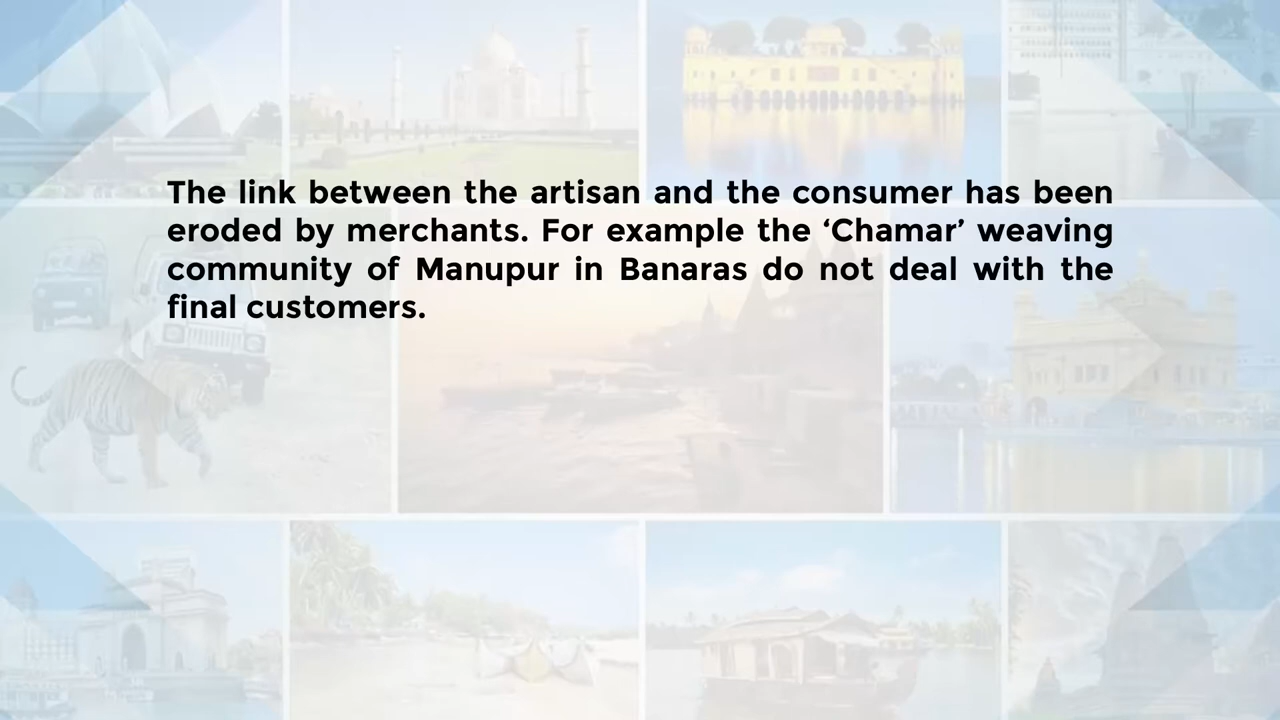 The link between the artisan and the consumer has been
eroded by merchants. For example the ‘Chamar’ weaving
community of Manupur in Banaras do not deal with the
final customers.